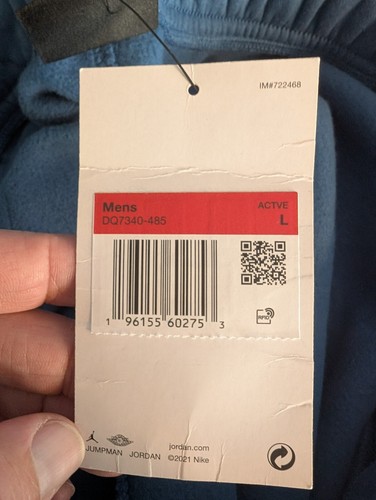 IM#722468
Mens ACTVE
DQ7340-485 L
1 96155 60275 3
RFID
jordan.com
JUMPMAN JORDAN ©2021 Nike